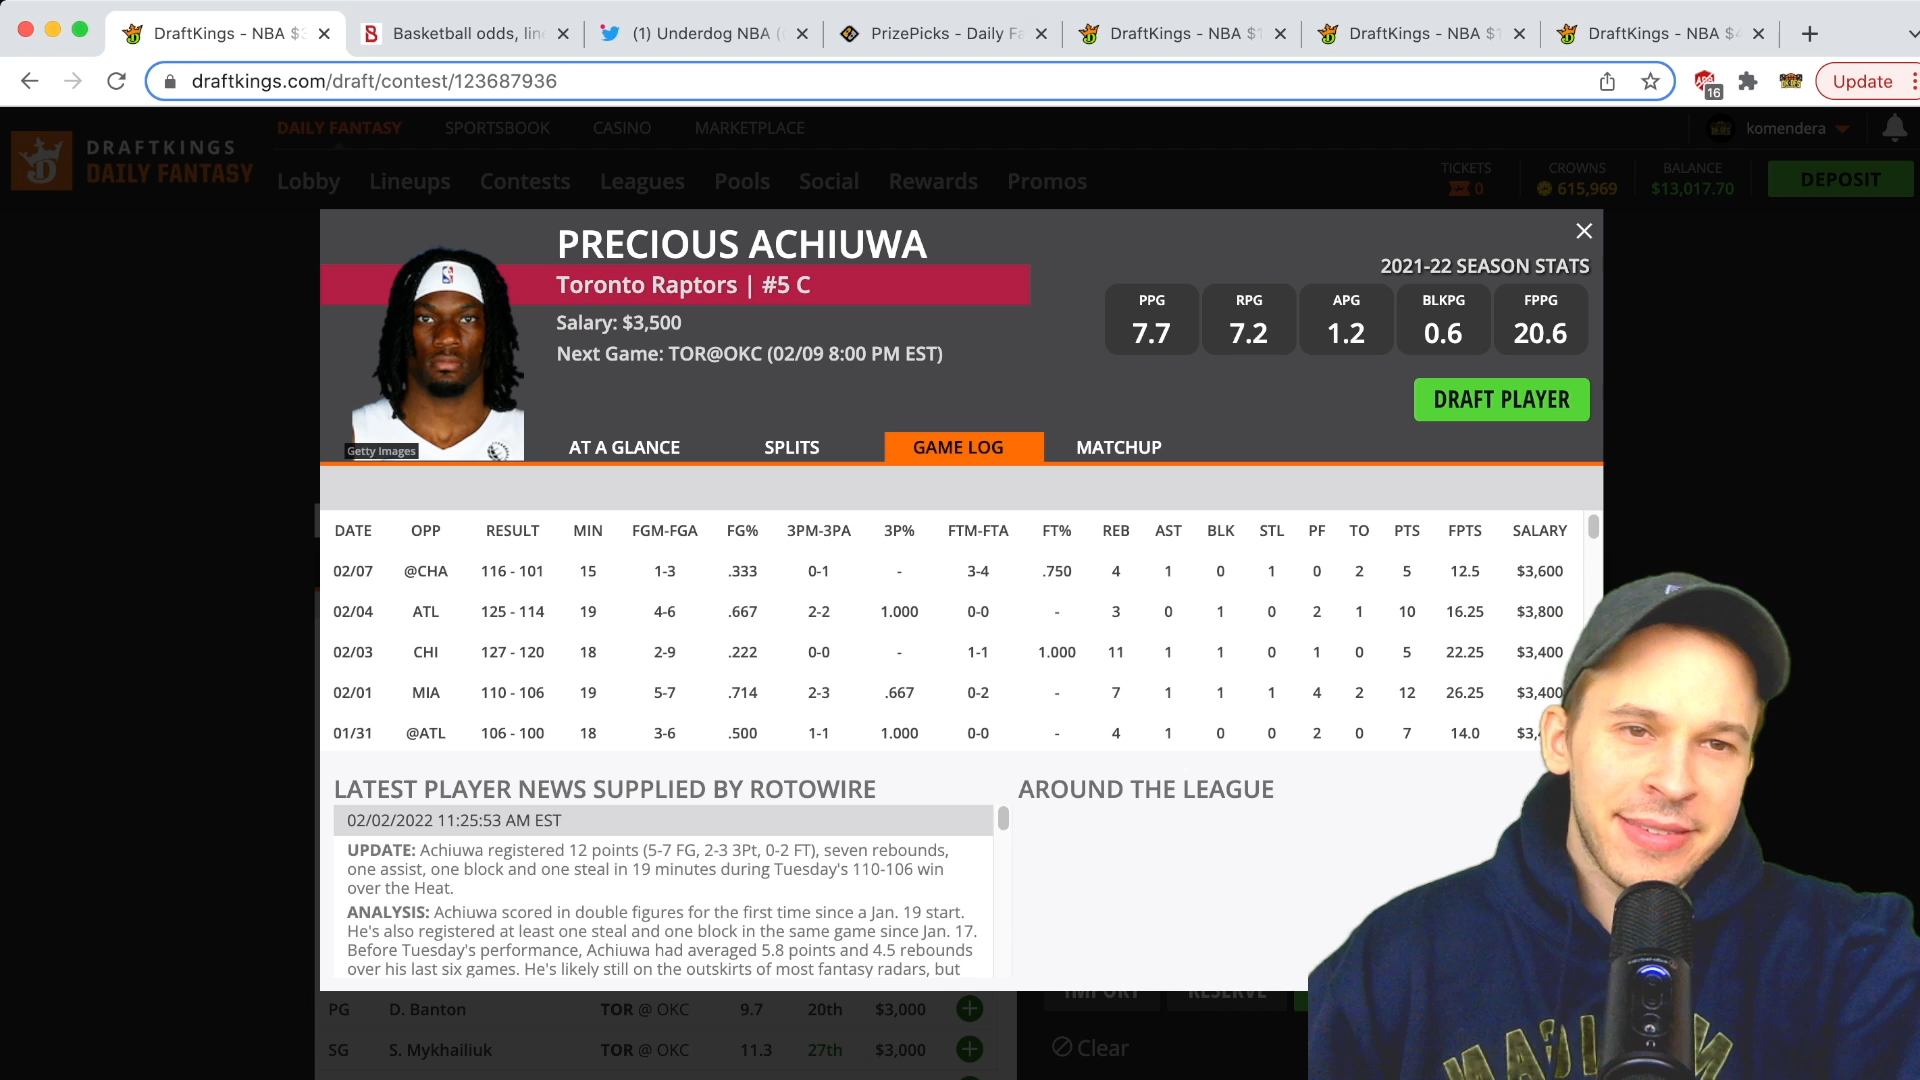 DraftKings - NBA $
Basketball odds, lin
(1) Underdog NBA (
PrizePicks - Daily Fa
DraftKings - NBA $1
DraftKings - NBA $1
DraftKings - NBA $
draftkings.com/draft/contest/123687936
16
Update
DRAFTKINGS
DAILY FANTASY
DAILY FANTASY SPORTSBOOK CASINO MARKETPLACE
komendera
Lobby Lineups Contests Leagues Pools Social Rewards Promos
TICKETS
0
CROWNS
615,969
BALANCE
$13,017.70
DEPOSIT
PRECIOUS ACHIUWA
Toronto Raptors | #5 C
Salary: $3,500
Next Game: TOR@OKC (02/09 8:00 PM EST)
Getty Images
2021-22 SEASON STATS
PPG RPG APG BLKPG FPPG
7.7 7.2 1.2 0.6 20.6
DRAFT PLAYER
AT A GLANCE SPLITS GAME LOG MATCHUP
DATE OPP RESULT MIN FGM-FGA FG% 3PM-3PA 3P% FTM-FTA FT% REB AST BLK STL PF TO PTS FPTS SALARY
02/07 @CHA 116 - 101 15 1-3 .333 0-1 - 3-4 .750 4 1 0 1 0 2 5 12.5 $3,600
02/04 ATL 125 - 114 19 4-6 .667 2-2 1.000 0-0 - 3 0 1 0 2 1 10 16.25 $3,800
02/03 CHI 127 - 120 18 2-9 .222 0-0 - 1-1 1.000 11 1 1 0 1 0 5 22.25 $3,400
02/01 MIA 110 - 106 19 5-7 .714 2-3 .667 0-2 - 7 1 1 1 4 2 12 26.25 $3,400
01/31 @ATL 106 - 100 18 3-6 .500 1-1 1.000 0-0 - 4 1 0 0 2 0 7 14.0 $3,
LATEST PLAYER NEWS SUPPLIED BY ROTOWIRE
02/02/2022 11:25:53 AM EST
UPDATE: Achiuwa registered 12 points (5-7 FG, 2-3 3Pt, 0-2 FT), seven rebounds,
one assist, one block and one steal in 19 minutes during Tuesday's 110-106 win
over the Heat.
ANALYSIS: Achiuwa scored in double figures for the first time since a Jan. 19 start.
He's also registered at least one steal and one block in the same game since Jan. 17.
Before Tuesday's performance, Achiuwa had averaged 5.8 points and 4.5 rebounds
over his last six games. He's likely still on the outskirts of most fantasy radars, but
AROUND THE LEAGUE
PG D. Banton TOR @ OKC 9.7 20th $3,000
SG S. Mykhailiuk TOR @ OKC 11.3 27th $3,000
IMPORT RESERVE
Clear